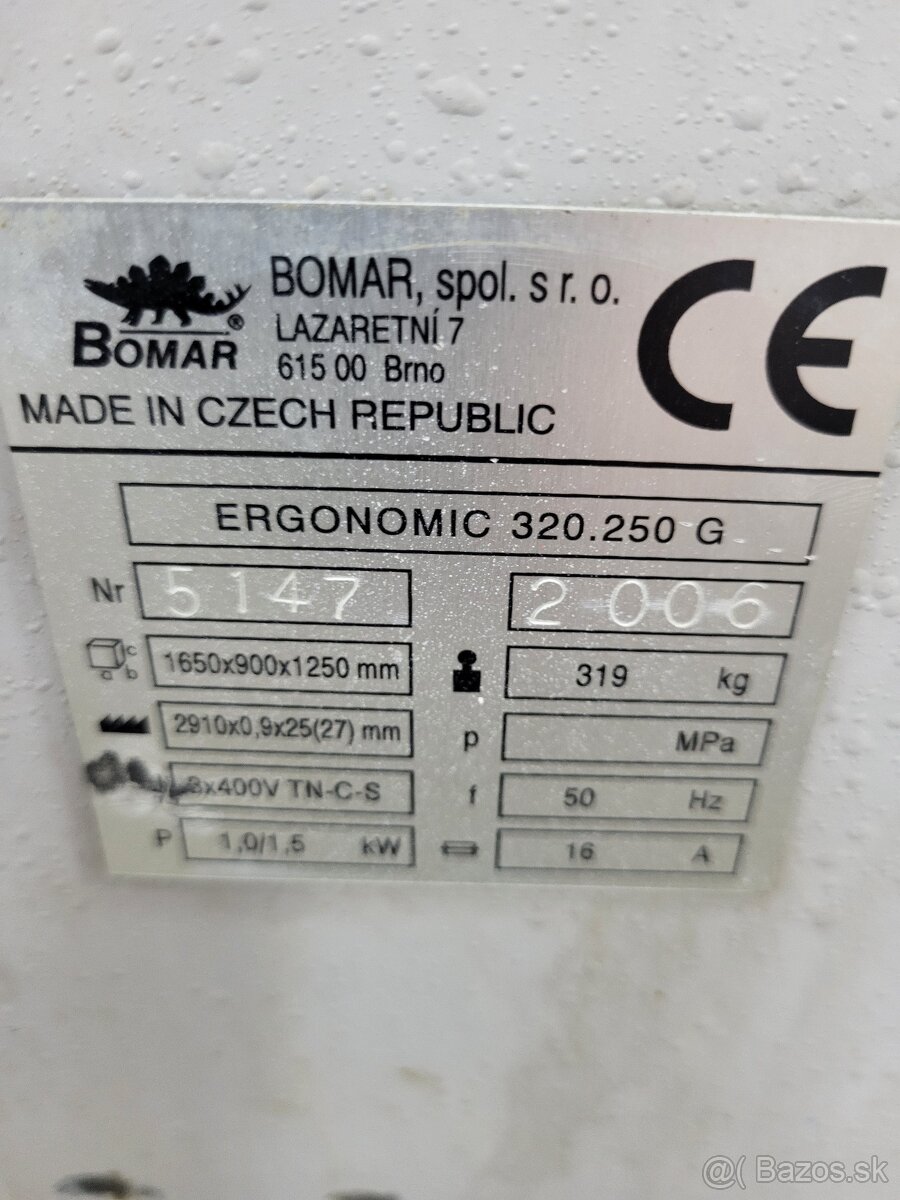 BOMAR®
BOMAR, spol. s r. o.
LAZARETNÍ 7
615 00 Brno
MADE IN CZECH REPUBLIC
CE
ERGONOMIC 320.250 G
Nr 5147 2006
c
a b
1650x900x1250 mm 319 kg
2910x0,9x25(27) mm p MPa
3x400V TN-C-S f 50 Hz
P 1,0/1,5 kW 16 A
@( Bazos.sk